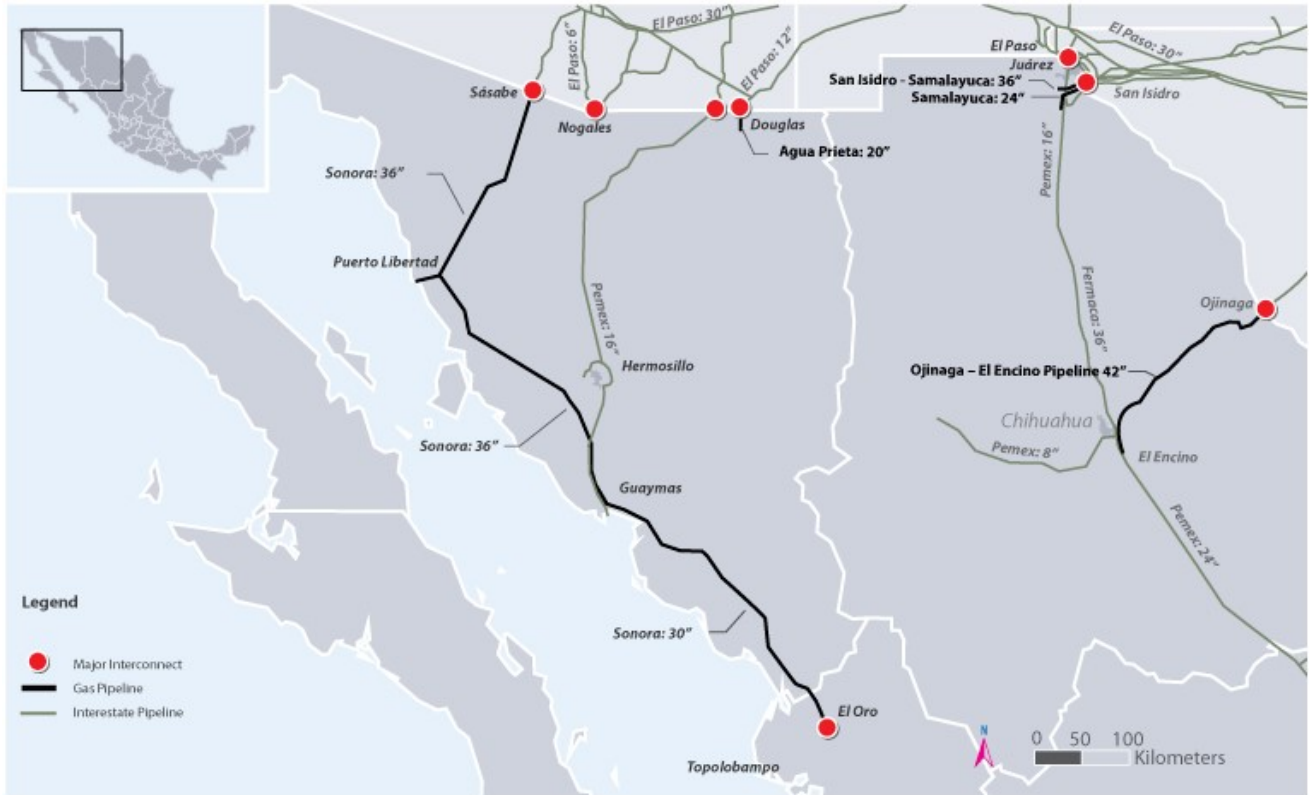 El Paso: 30”
El Paso: 6”
El Paso: 12”
El Paso: 30”
El Paso
Juárez
San Isidro - Samalayuca: 36”
Samalayuca: 24”
San Isidro
Sásabe
Nogales
Douglas
Agua Prieta: 20”
Pemex: 16”
Sonora: 36”
Puerto Libertad
Pemex: 16”
Fermaca: 36”
Ojinaga
Hermosillo
Ojinaga – El Encino Pipeline 42”
Chihuahua
Sonora: 36”
Pemex: 8”
El Encino
Guaymas
Pemex: 24”
Sonora: 30”
El Oro
Topolobampo
Legend
Major Interconnect
Gas Pipeline
Interestate Pipeline
N
0 50 100
Kilometers